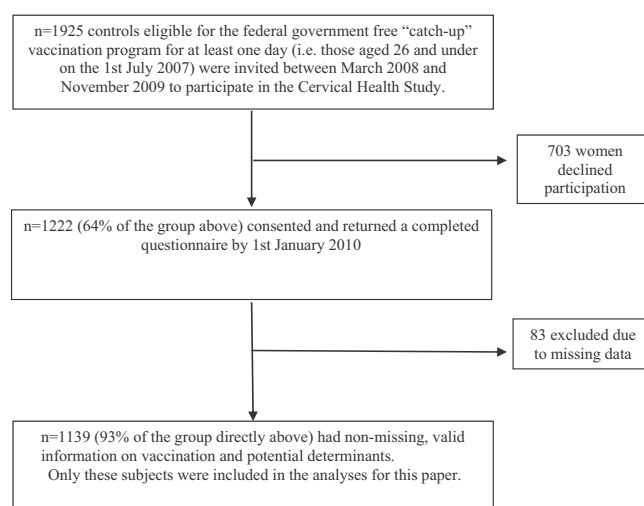 n=1925 controls eligible for the federal government free “catch-up”
vaccination program for at least one day (i.e. those aged 26 and under
on the 1st July 2007) were invited between March 2008 and
November 2009 to participate in the Cervical Health Study.
703 women
declined
participation
n=1222 (64% of the group above) consented and returned a completed
questionnaire by 1st January 2010
83 excluded due
to missing data
n=1139 (93% of the group directly above) had non-missing, valid
information on vaccination and potential determinants.
Only these subjects were included in the analyses for this paper.